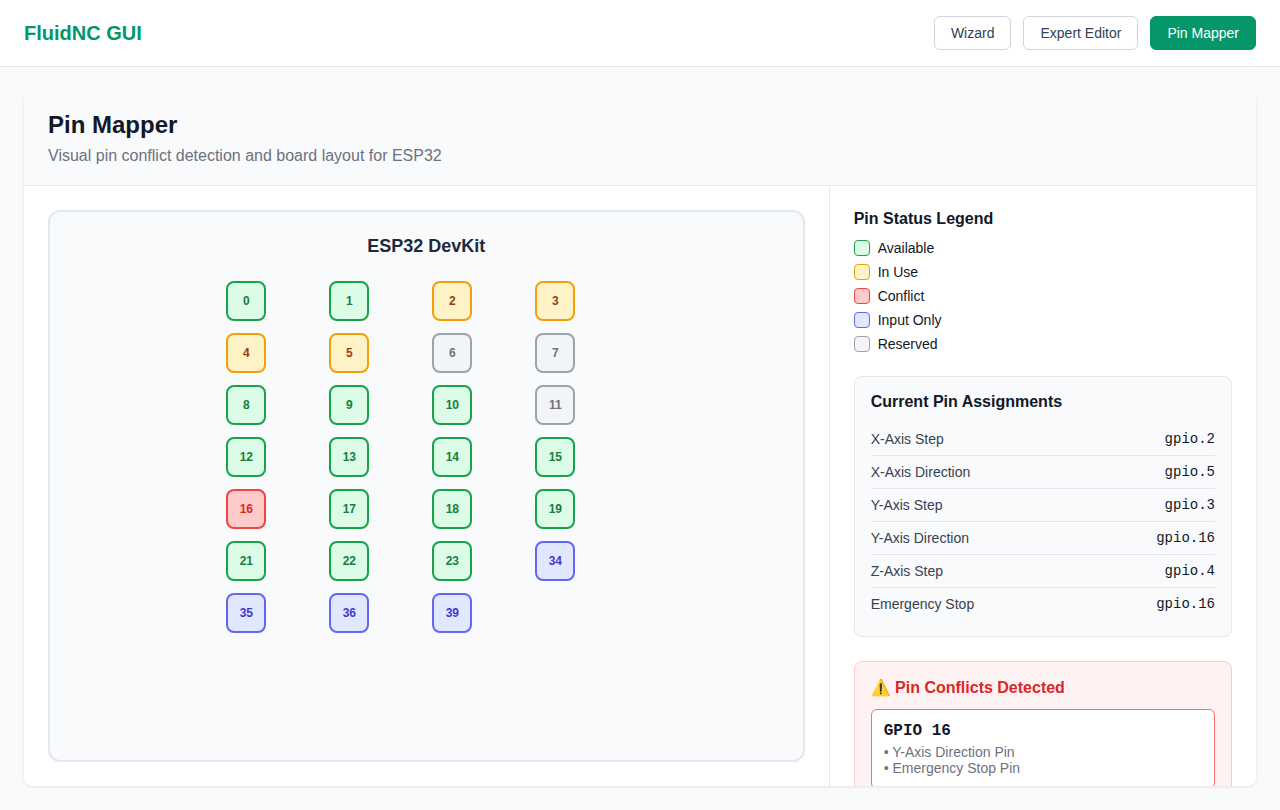 FluidNC GUI
Wizard
Expert Editor
Pin Mapper
Pin Mapper
Visual pin conflict detection and board layout for ESP32
ESP32 DevKit
0 1 2 3
4 5 6 7
8 9 10 11
12 13 14 15
16 17 18 19
21 22 23 34
35 36 39
Pin Status Legend
Available
In Use
Conflict
Input Only
Reserved
Current Pin Assignments
X-Axis Step gpio.2
X-Axis Direction gpio.5
Y-Axis Step gpio.3
Y-Axis Direction gpio.16
Z-Axis Step gpio.4
Emergency Stop gpio.16
⚠️ Pin Conflicts Detected
GPIO 16
• Y-Axis Direction Pin
• Emergency Stop Pin